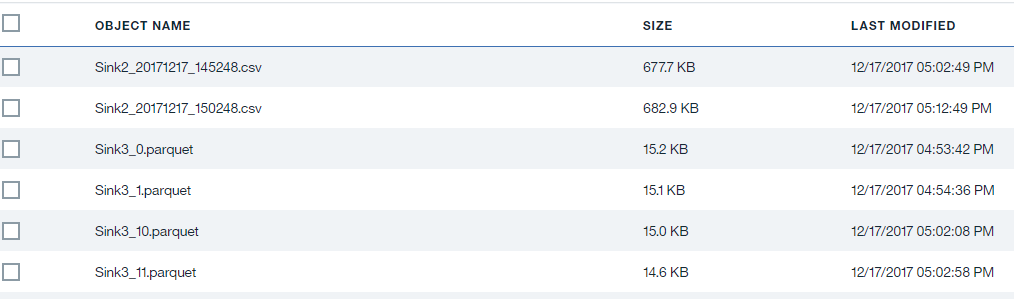 OBJECT NAME SIZE LAST MODIFIED
Sink2_20171217_145248.csv 677.7 KB 12/17/2017 05:02:49 PM
Sink2_20171217_150248.csv 682.9 KB 12/17/2017 05:12:49 PM
Sink3_0.parquet 15.2 KB 12/17/2017 04:53:42 PM
Sink3_1.parquet 15.1 KB 12/17/2017 04:54:36 PM
Sink3_10.parquet 15.0 KB 12/17/2017 05:02:08 PM
Sink3_11.parquet 14.6 KB 12/17/2017 05:02:58 PM